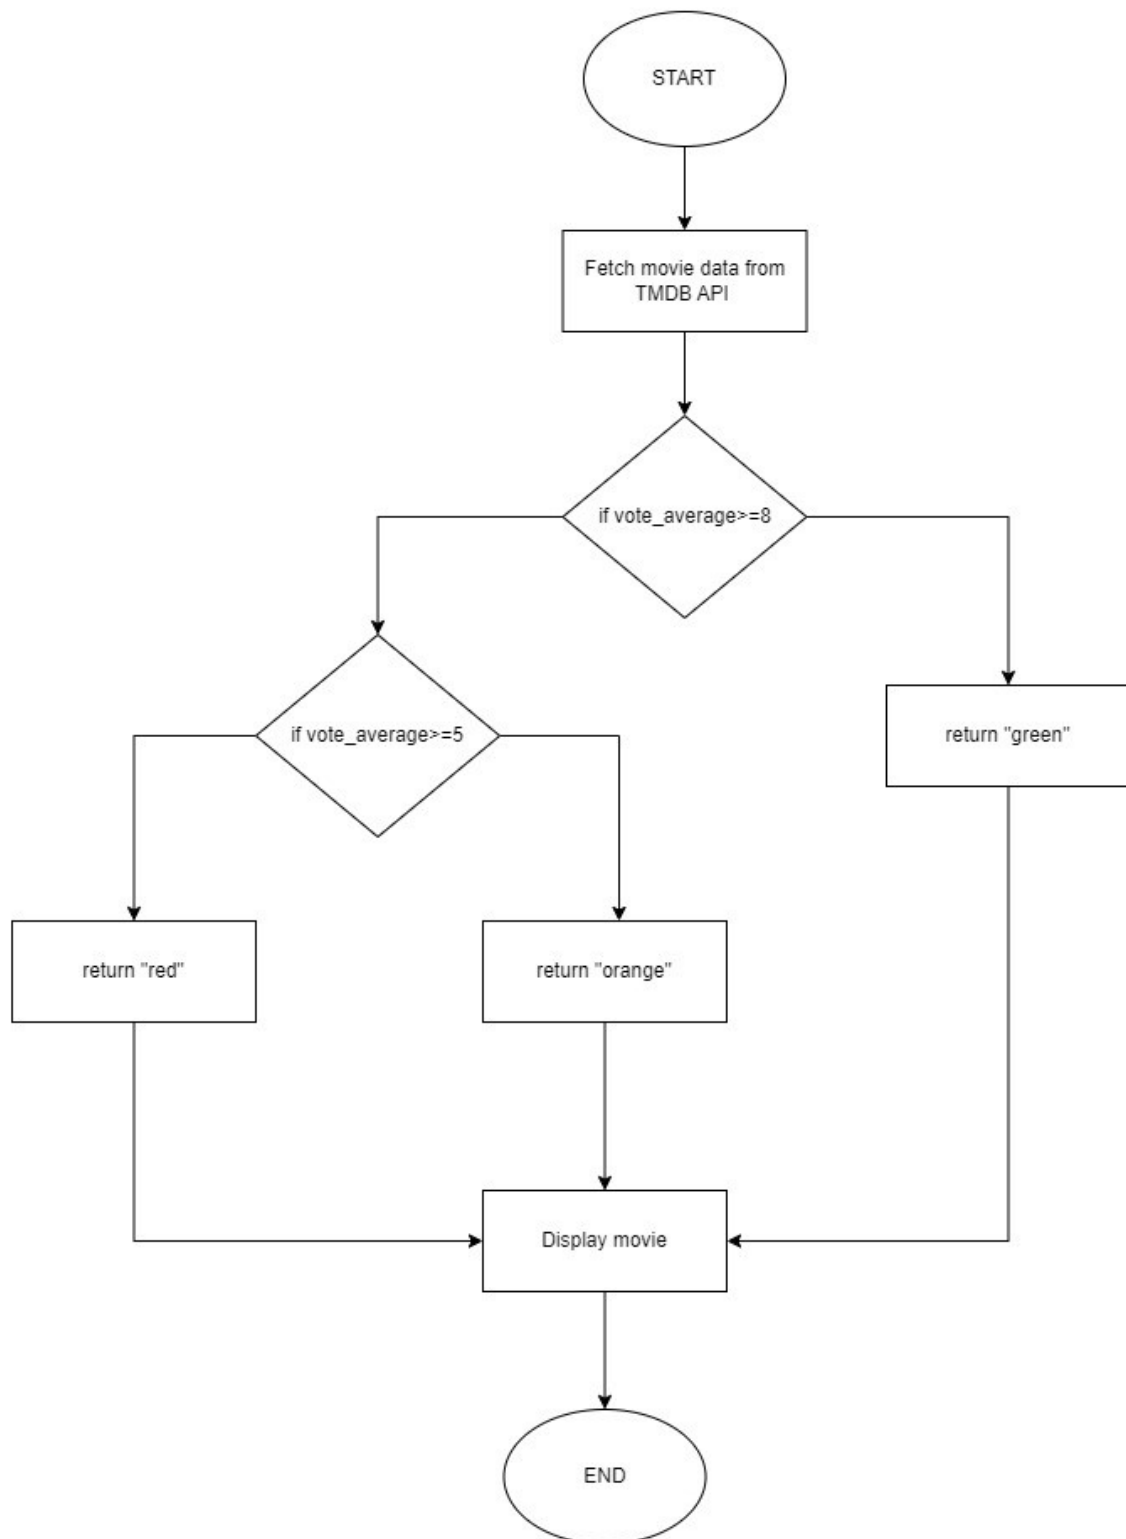 START
Fetch movie data from
TMDB API
if vote_average>=8
if vote_average>=5
return "green"
return "red"
return "orange"
Display movie
END